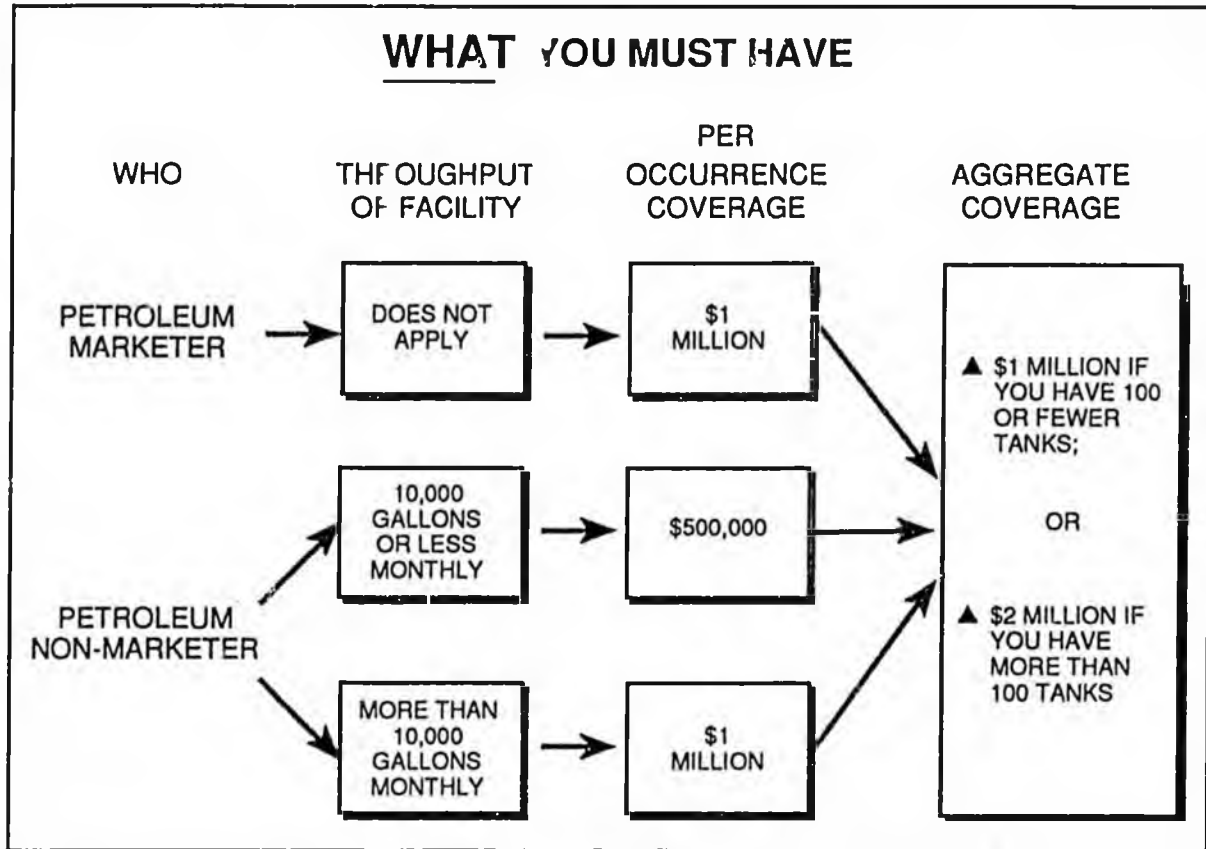 WHAT YOU MUST HAVE
WHO
THROUGHPUT
OF FACILITY
PER
OCCURRENCE
COVERAGE
AGGREGATE
COVERAGE
PETROLEUM
MARKETER
DOES NOT
APPLY
$1
MILLION
PETROLEUM
NON-MARKETER
10,000
GALLONS
OR LESS
MONTHLY
$500,000
MORE THAN
10,000
GALLONS
MONTHLY
$1
MILLION
▲ $1 MILLION IF
YOU HAVE 100
OR FEWER
TANKS;
OR
▲ $2 MILLION IF
YOU HAVE
MORE THAN
100 TANKS